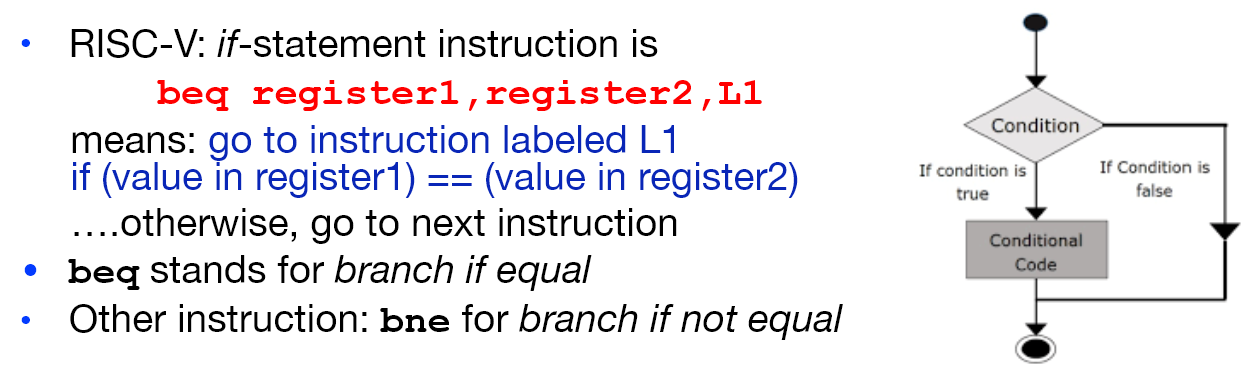 • RISC-V: if-statement instruction is
beq register1,register2,L1
means: go to instruction labeled L1
if (value in register1) == (value in register2)
….otherwise, go to next instruction
• beq stands for branch if equal
• Other instruction: bne for branch if not equal
Condition
If condition is
true
If Condition is
false
Conditional
Code